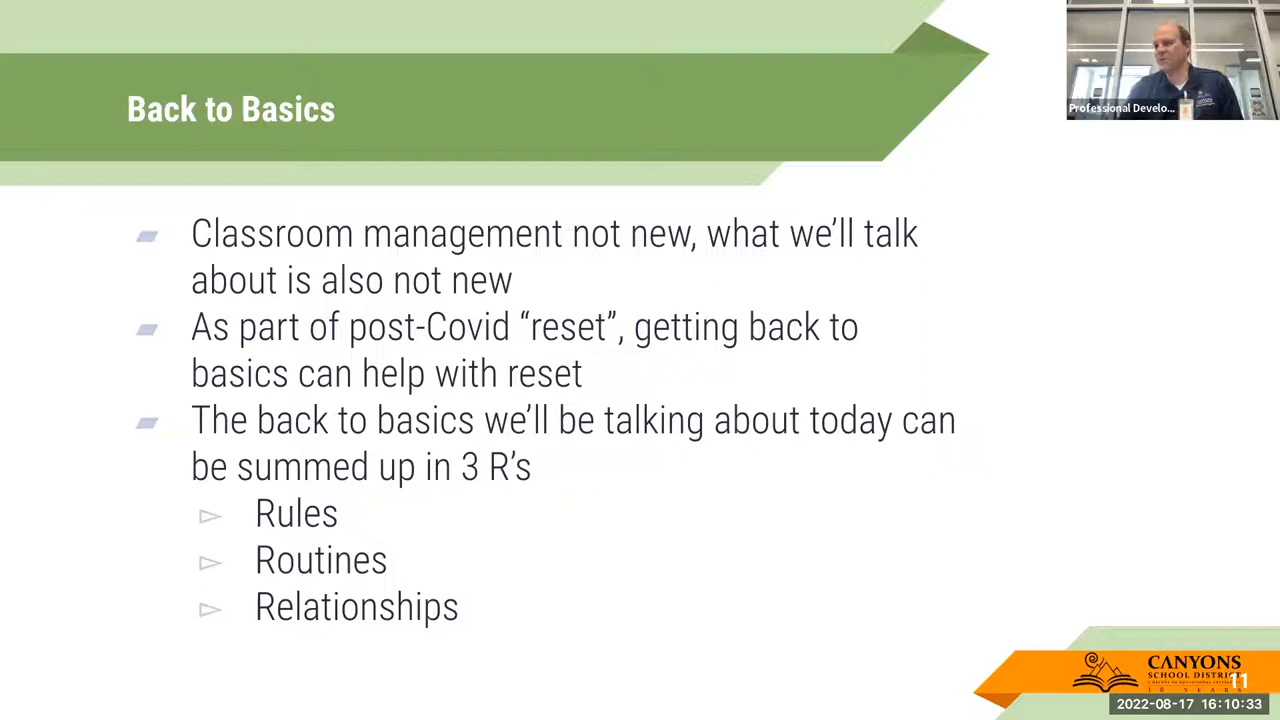 Back to Basics
Professional Develo...
Classroom management not new, what we’ll talk
about is also not new
As part of post-Covid “reset”, getting back to
basics can help with reset
The back to basics we’ll be talking about today can
be summed up in 3 R’s
Rules
Routines
Relationships
CANYONS
SCHOOL DISTRICT
11
10 YEARS
2022-08-17 16:10:33